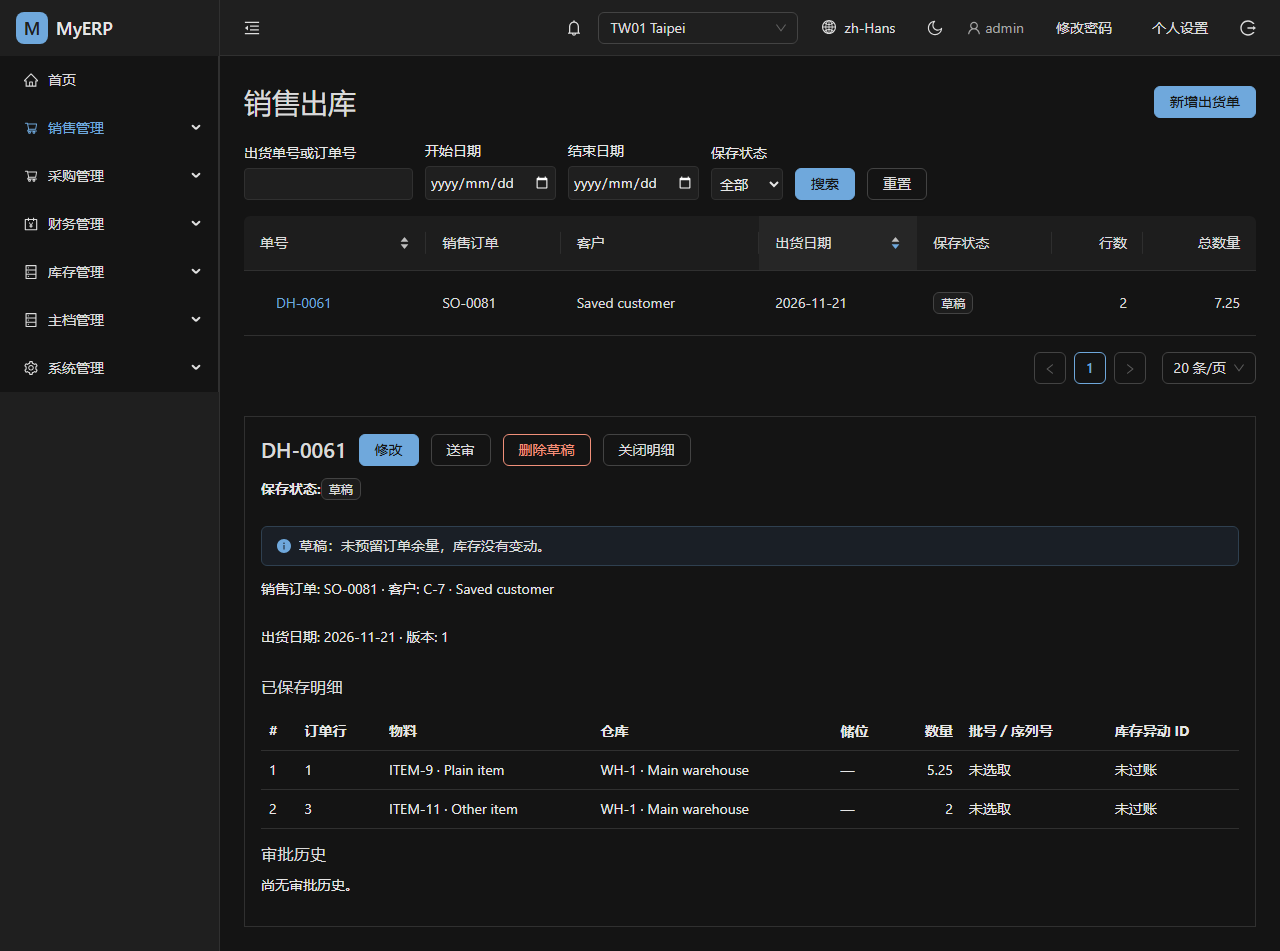 M MyERP
TW01 Taipei
zh-Hans
admin
修改密码
个人设置
首页
销售管理
采购管理
财务管理
库存管理
主档管理
系统管理
销售出库
新增出货单
出货单号或订单号
开始日期
结束日期
保存状态
yyyy/mm/dd
yyyy/mm/dd
全部
搜索
重置
单号 销售订单 客户 出货日期 保存状态 行数 总数量
DH-0061 SO-0081 Saved customer 2026-11-21 草稿 2 7.25
< 1 > 20 条/页
DH-0061 修改 送审 删除草稿 关闭明细
保存状态: 草稿
草稿：未预留订单余量，库存没有变动。
销售订单: SO-0081 · 客户: C-7 · Saved customer
出货日期: 2026-11-21 · 版本: 1
已保存明细
# 订单行 物料 仓库 储位 数量 批号 / 序列号 库存异动 ID
1 1 ITEM-9 · Plain item WH-1 · Main warehouse — 5.25 未选取 未过账
2 3 ITEM-11 · Other item WH-1 · Main warehouse — 2 未选取 未过账
审批历史
尚无审批历史。